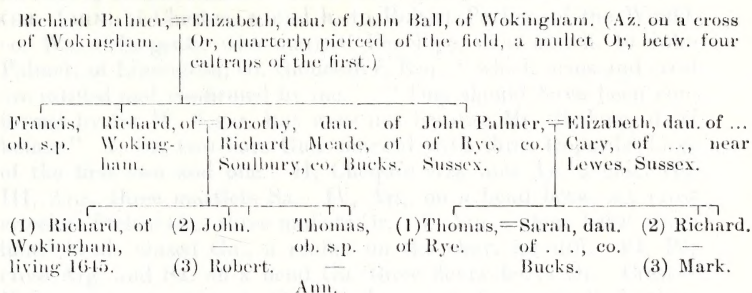 Richard Palmer,=Elizabeth, dau. of John Ball, of Wokingham. (Az. on a cross
of Wokingham. Or, quarterly pierced of the field, a mullet Or, betw. four
caltraps of the first.)
Francis, ob. s.p.
Richard, of Wokingham.=Dorothy, dau. of Richard Meade, of Soulbury, co. Bucks.
John Palmer, of Rye, co. Sussex.=Elizabeth, dau. of ... Cary, of ..., near Lewes, Sussex.
(1) Richard, of Wokingham, living 1645.
(2) John.
(3) Robert.
Thomas, ob. s.p.
Ann.
(1) Thomas, of Rye.=Sarah, dau. of ...., co. Bucks.
(2) Richard.
(3) Mark.